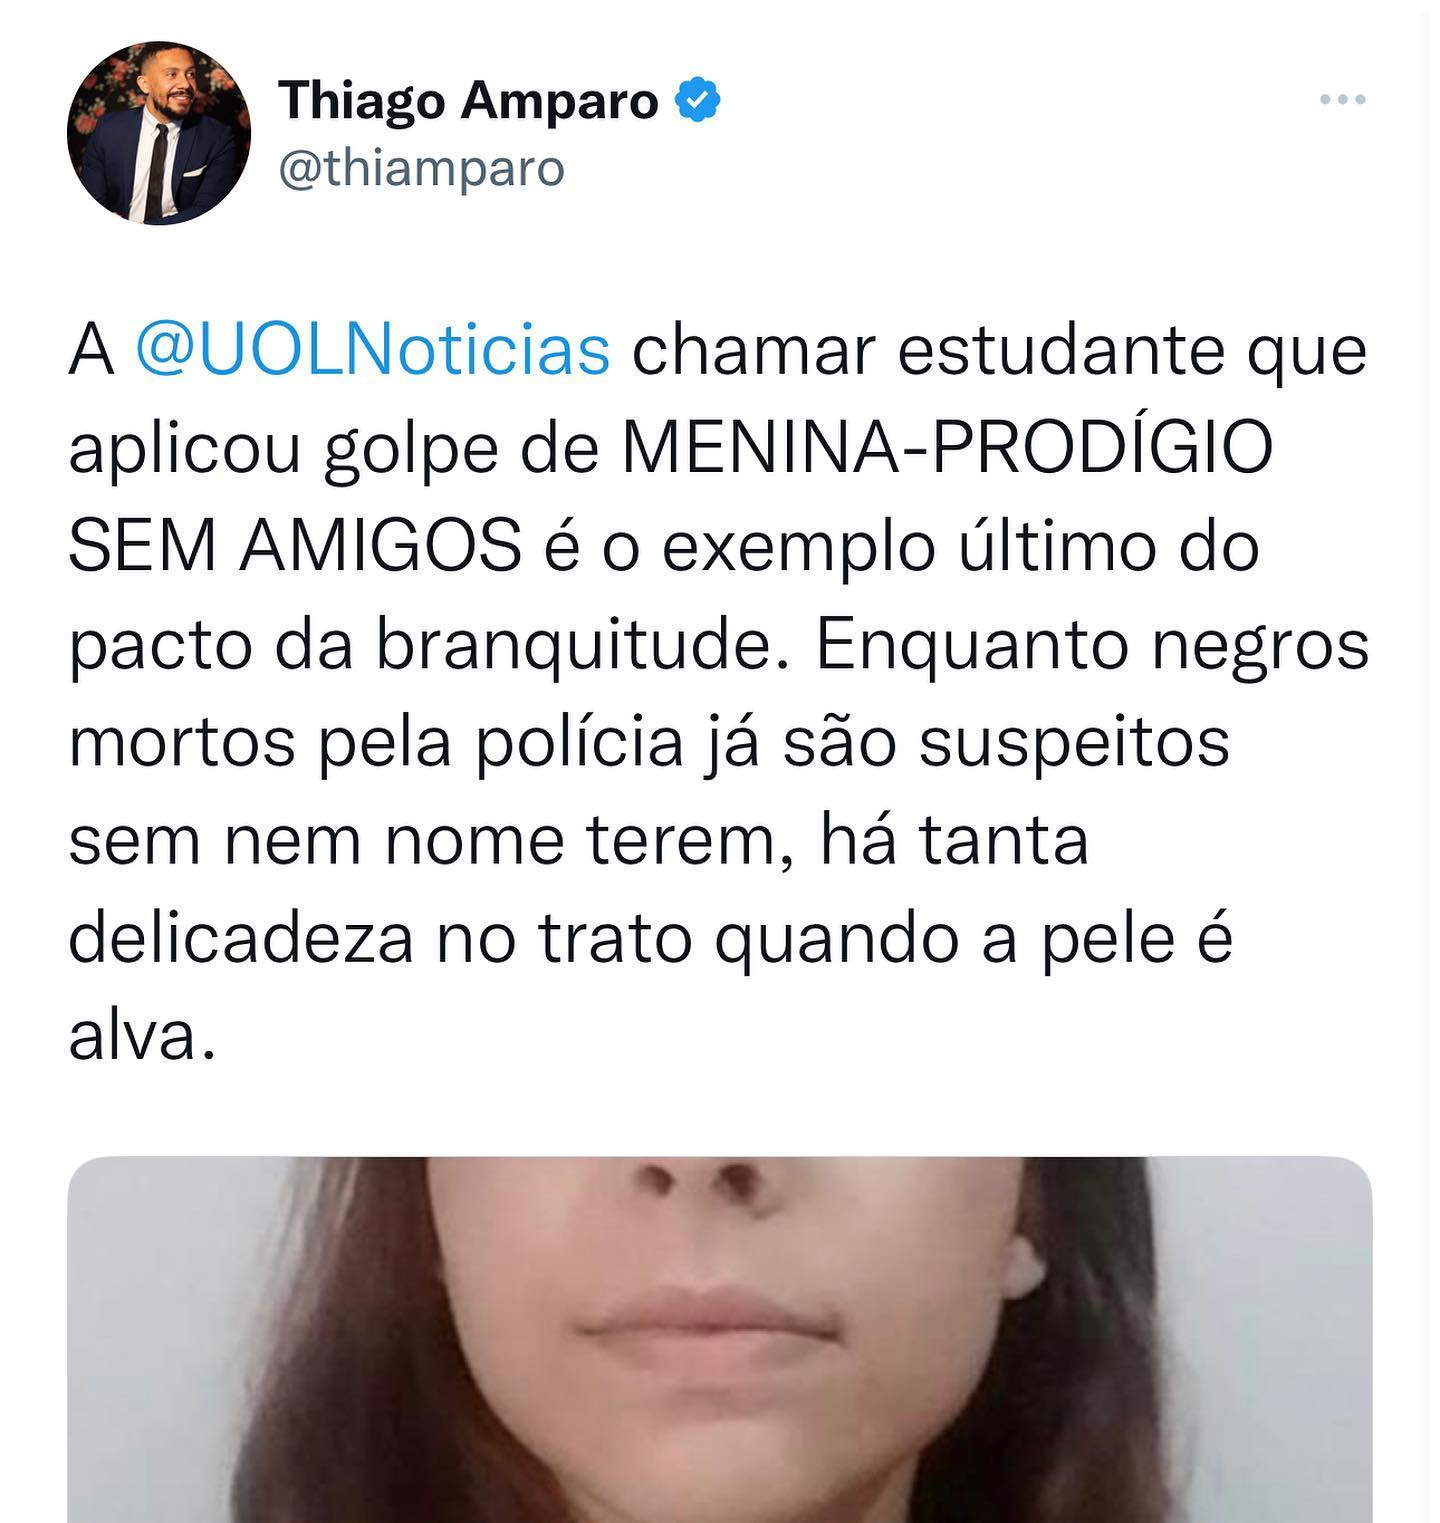 Thiago Amparo
@thiamparo
A @UOLNoticias chamar estudante que
aplicou golpe de MENINA-PRODÍGIO
SEM AMIGOS é o exemplo último do
pacto da branquitude. Enquanto negros
mortos pela polícia já são suspeitos
sem nem nome terem, há tanta
delicadeza no trato quando a pele é
alva.